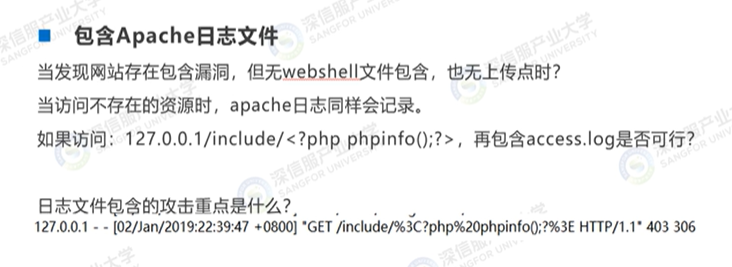 包含Apache日志文件
当发现网站存在包含漏洞，但无webshell文件包含，也无上传点时？
当访问不存在的资源时，apache日志同样会记录。
如果访问：127.0.0.1/include/<?php phpinfo();?>，再包含access.log是否可行？
日志文件包含的攻击重点是什么？
127.0.0.1 - - [02/Jan/2019:22:39:47 +0800] "GET /include/%3C?php%20phpinfo();?%3E HTTP/1.1" 403 306
深信服产业大学
SANGFOR UNIVERSITY